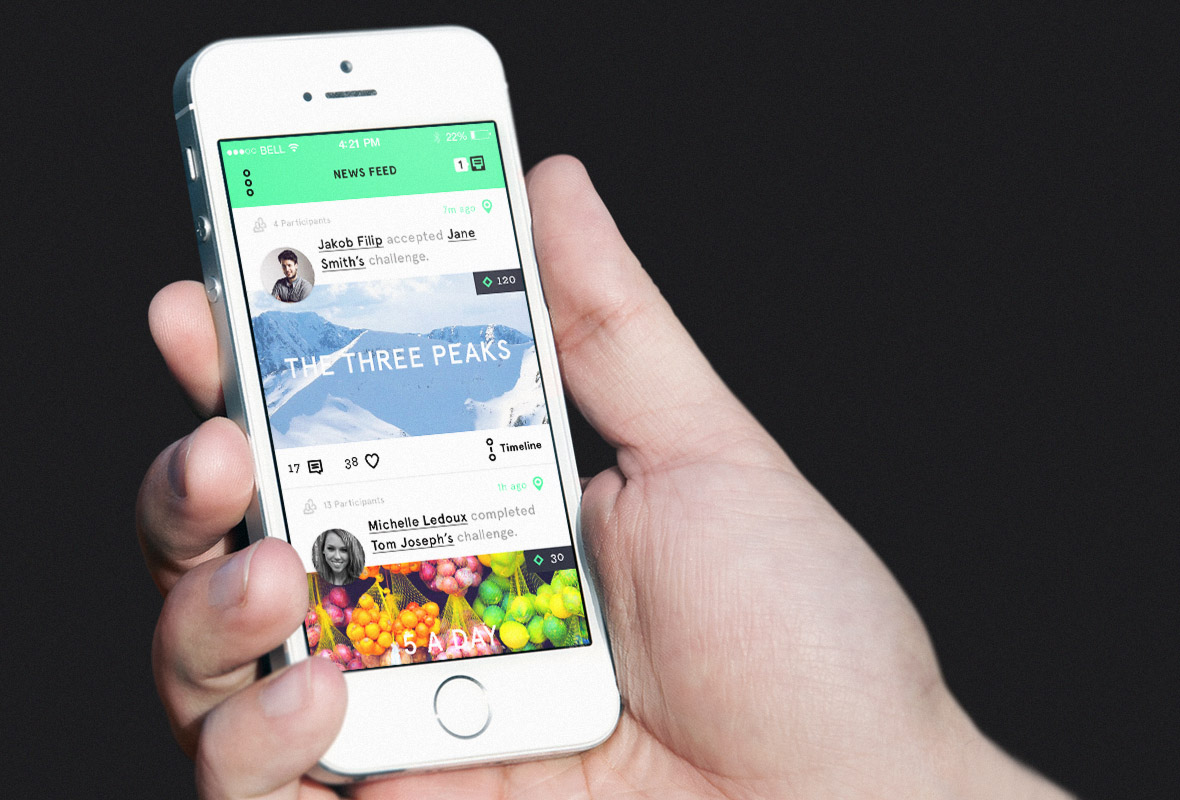 BELL 4:21 PM 22%
NEWS FEED 1
4 Participants 7m ago
Jakob Filip accepted Jane
Smith's challenge.
120
THE THREE PEAKS
17 38 Timeline
13 Participants 1h ago
Michelle Ledoux completed
Tom Joseph's challenge.
30
5 A DAY